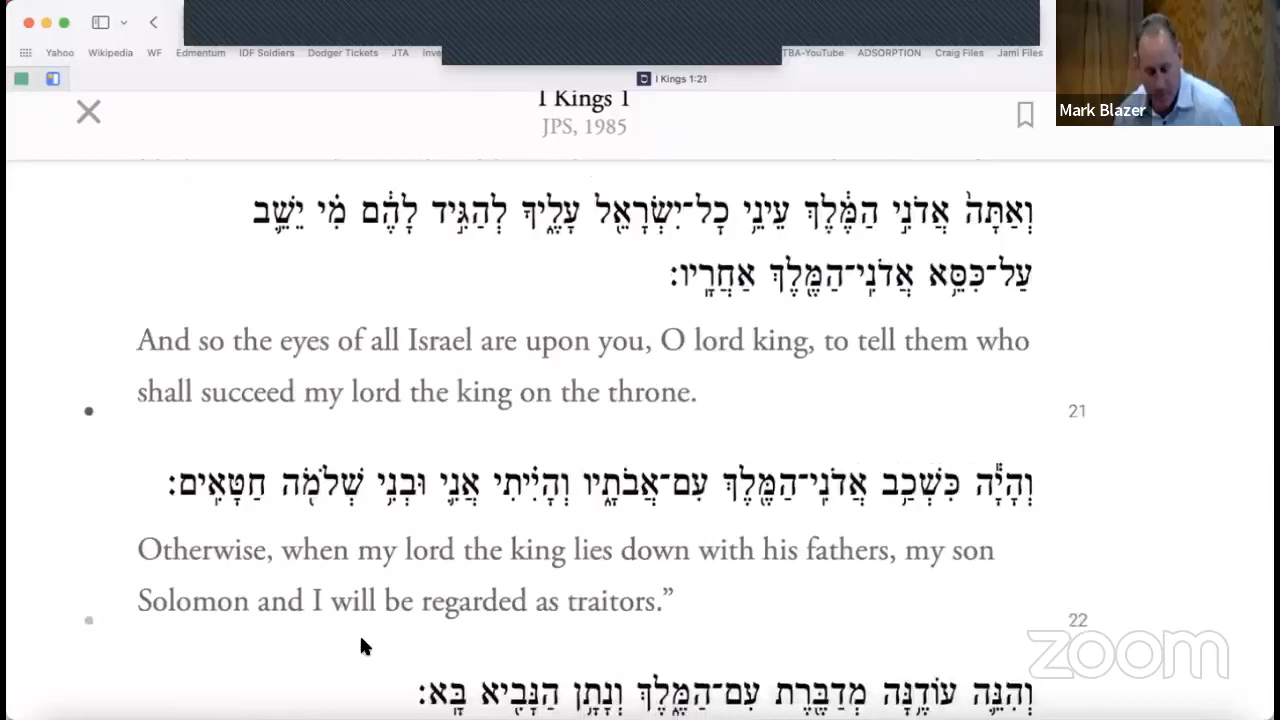 Yahoo Wikipedia WF Edmentum IDF Soldiers Dodger Tickets JTA Inve TBA-YouTube ADSORPTION Craig Files Jami Files
I Kings 1:21
Mark Blazer
I Kings 1
JPS, 1985
וְאַתָּה֙ אֲדֹנִ֣י הַמֶּ֔לֶךְ עֵינֵ֥י כׇל־יִשְׂרָאֵ֖ל עָלֶ֑יךָ לְהַגִּ֣יד לָהֶ֔ם מִ֗י יֵשֵׁ֛ב
עַל־כִּסֵּ֥א אֲדֹנִֽי־הַמֶּ֖לֶךְ אַחֲרָֽיו׃
And so the eyes of all Israel are upon you, O lord king, to tell them who
shall succeed my lord the king on the throne.
21
וְהָיָ֕ה כִּשְׁכַ֥ב אֲדֹנִֽי־הַמֶּ֖לֶךְ עִם־אֲבֹתָ֑יו וְהָיִ֗יתִי אֲנִ֛י וּבְנִ֥י שְׁלֹמֹ֖ה חַטָּאִֽים׃
Otherwise, when my lord the king lies down with his fathers, my son
Solomon and I will be regarded as traitors.”
22
zoom
וְהִנֵּ֛ה עוֹדֶ֥נָּה מְדַבֶּ֖רֶת עִם־הַמֶּ֑לֶךְ וְנָתָ֥ן הַנָּבִ֖יא בָּֽא׃